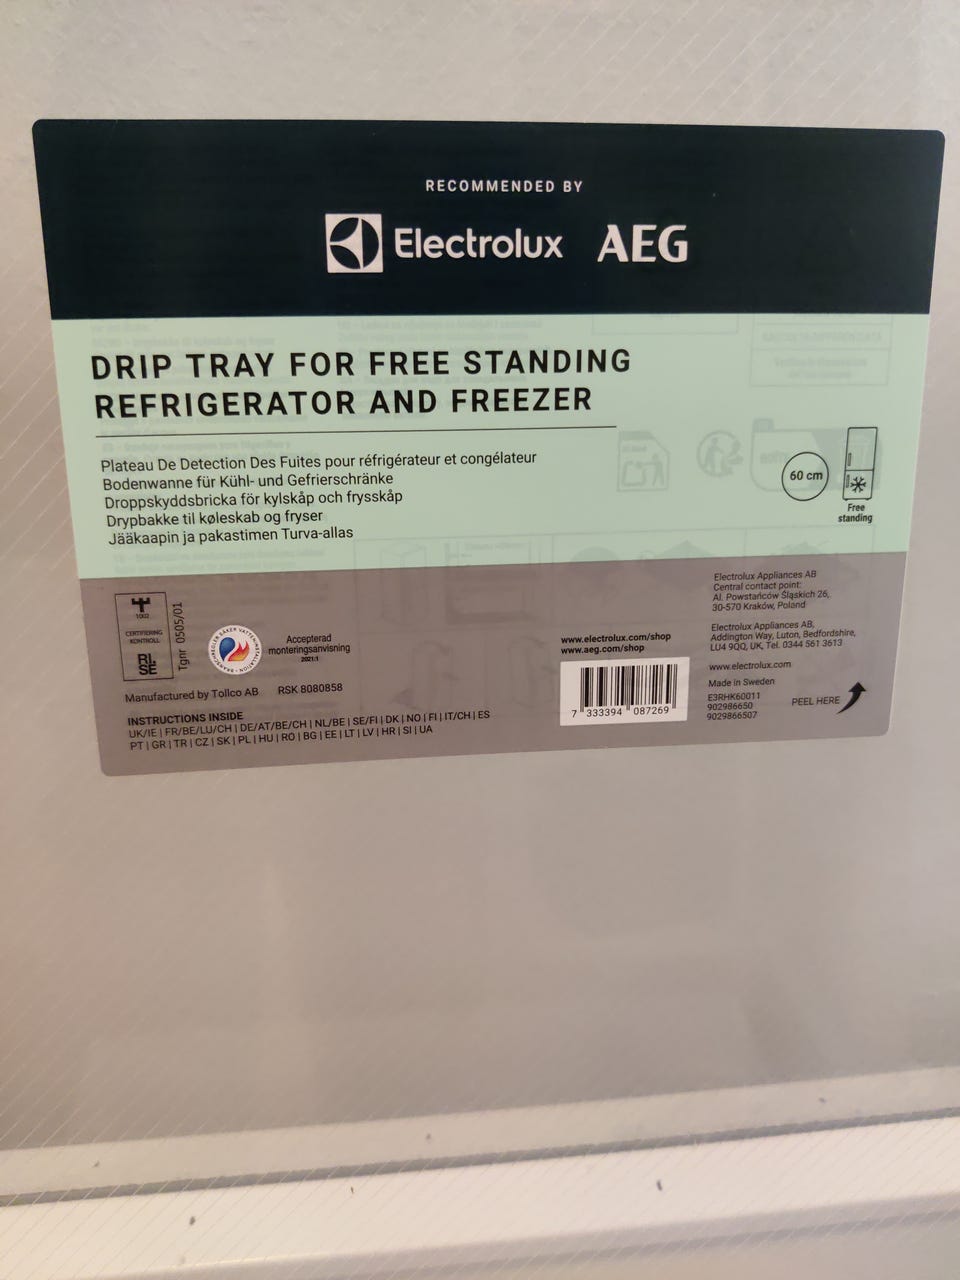 RECOMMENDED BY
Electrolux AEG
DRIP TRAY FOR FREE STANDING
REFRIGERATOR AND FREEZER
Plateau De Detection Des Fuites pour réfrigérateur et congélateur
Bodenwanne für Kühl- und Gefrierschränke
Droppskyddsbricka för kylskåp och frysskåp
Drypbakke til køleskab og fryser
Jääkaapin ja pakastimen Turva-allas
60 cm
Free
standing
1002
CERTIFIERING
KONTROLL
RI.
SE
Tgnr 0505/01
BRANSCHREGLER SÄKER VATTENINSTALLATION
Accepterad
monteringsanvisning
2021:1
Manufactured by Tollco AB RSK 8080858
INSTRUCTIONS INSIDE
UK/IE | FR/BE/LU/CH | DE/AT/BE/CH | NL/BE | SE/FI | DK | NO | FI | IT/CH | ES
PT | GR | TR | CZ | SK | PL | HU | RO | BG | EE | LT | LV | HR | SI | UA
www.electrolux.com/shop
www.aeg.com/shop
7 333394 087269
Electrolux Appliances AB
Central contact point:
Al. Powstańców Śląskich 26,
30-570 Kraków, Poland
Electrolux Appliances AB,
Addington Way, Luton, Bedfordshire,
LU4 9QQ, UK, Tel. 0344 561 3613
www.electrolux.com
Made in Sweden
E3RHK60011
902986650
9029866507
PEEL HERE